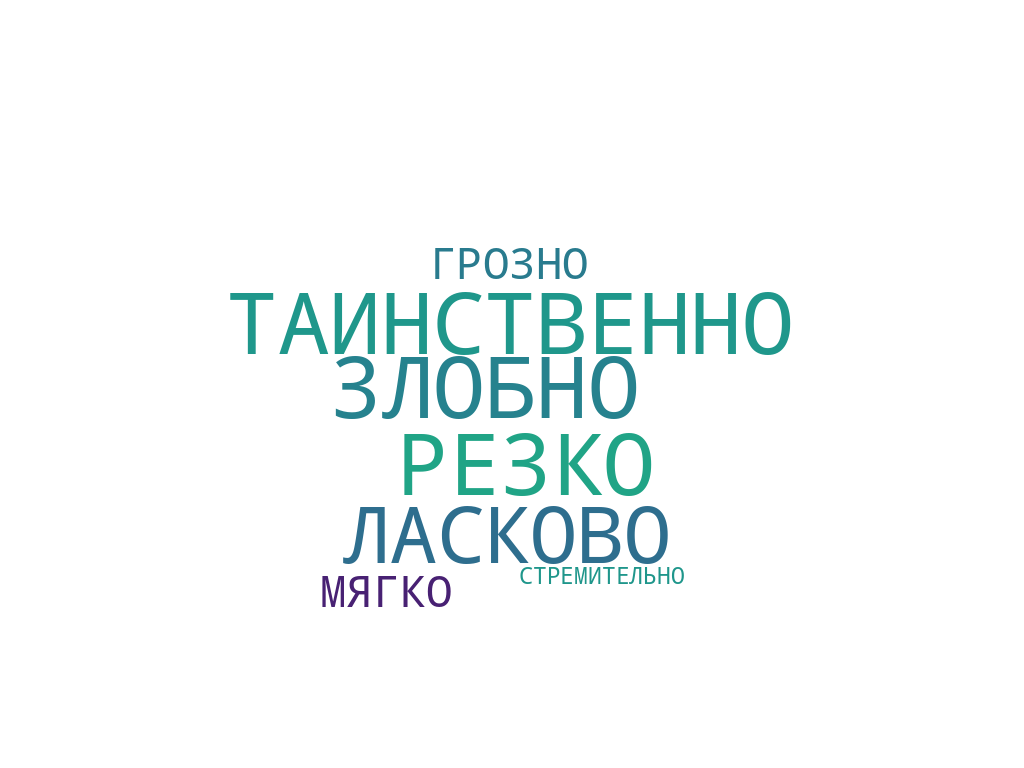 ГРОЗНО
ТАИНСТВЕННО
ЗЛОБНО
РЕЗКО
ЛАСКОВО
СТРЕМИТЕЛЬНО
МЯГКО